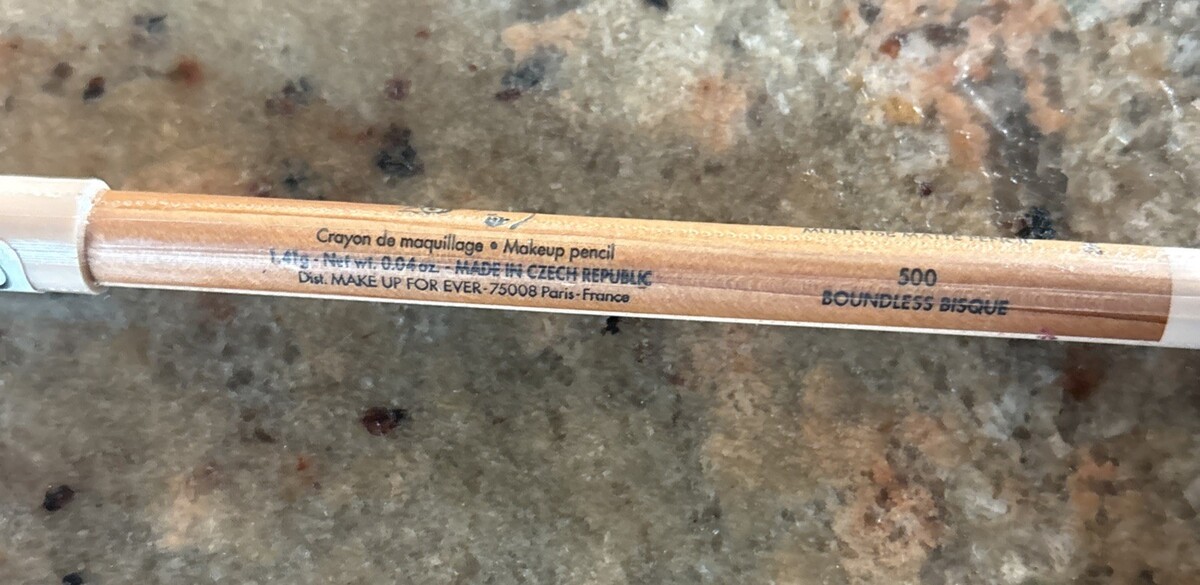 Crayon de maquillage • Makeup pencil
1.41g - Net wt. 0.04 oz. - MADE IN CZECH REPUBLIC
Dist. MAKE UP FOR EVER - 75008 Paris - France
500
BOUNDLESS BISQUE